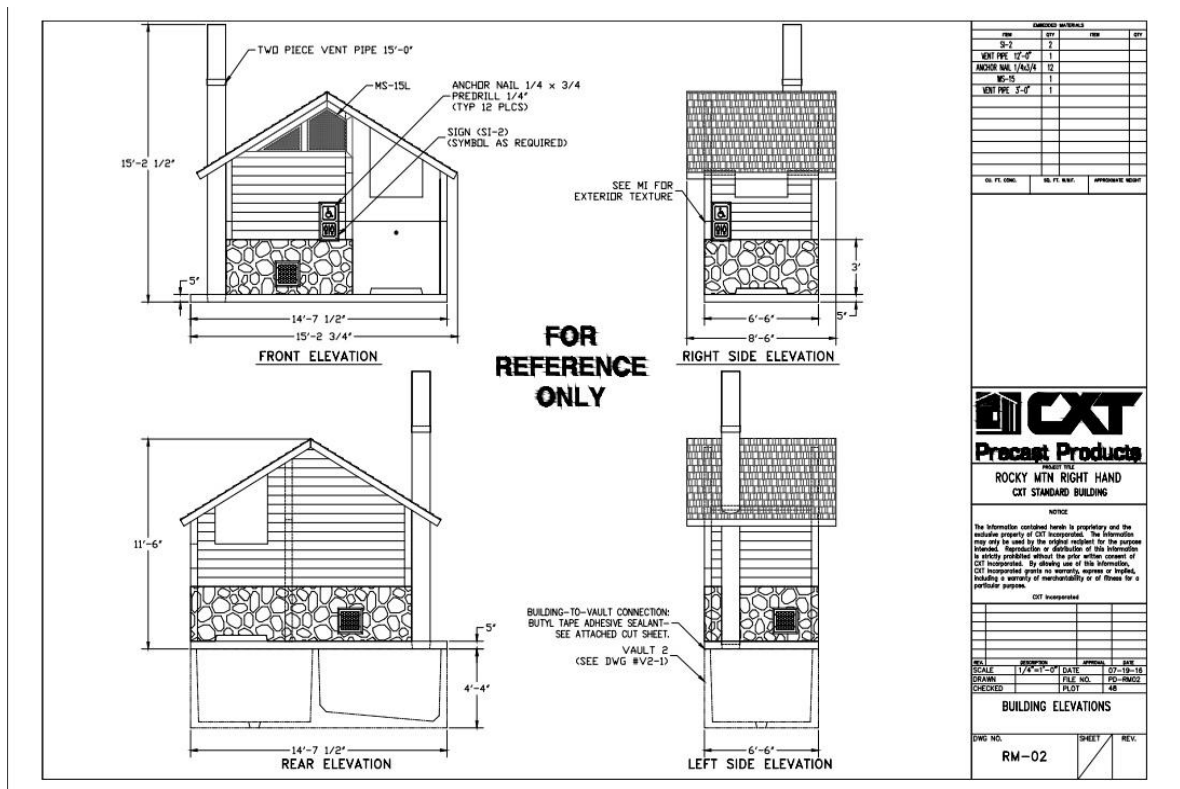 TWO PIECE VENT PIPE 15'-0"
MS-15L
ANCHOR NAIL 1/4 x 3/4
PREDRILL 1/4"
(TYP 12 PLCS)
SIGN (SI-2)
(SYMBOL AS REQUIRED)
15'-2 1/2"
5"
14'-7 1/2"
15'-2 3/4"
FRONT ELEVATION
SEE MI FOR
EXTERIOR TEXTURE
3'
5"
6'-6"
8'-6"
RIGHT SIDE ELEVATION
FOR
REFERENCE
ONLY
11'-6"
5"
4'-4"
14'-7 1/2"
REAR ELEVATION
BUILDING-TO-VAULT CONNECTION:
BUTYL TAPE ADHESIVE SEALANT-
SEE ATTACHED CUT SHEET.
VAULT 2
(SEE DWG #V2-1)
6'-6"
LEFT SIDE ELEVATION
EMBEDDED MATERIALS
ITEM QTY ITEM QTY
SI-2 2
VENT PIPE 12'-0" 1
ANCHOR NAIL 1/4x3/4 12
MS-15 1
VENT PIPE 3'-0" 1
CU. FT. CONC. SQ. FT. APPROXIMATE WEIGHT
CXT
Precast Products
PROJECT TITLE
ROCKY MTN RIGHT HAND
CXT STANDARD BUILDING
NOTICE
The information contained herein is proprietary and the
exclusive property of CXT Incorporated. The information
may only be used by the original recipient for the purpose
intended. Reproduction or distribution of this information
is strictly prohibited without the prior written consent of
CXT Incorporated. By allowing use of this information,
CXT Incorporated grants no warranty, express or implied,
including a warranty of merchantability or of fitness for a
particular purpose.
CXT Incorporated
REV. DESCRIPTION APPROVAL DATE
SCALE 1/4"=1'-0" DATE 07-19-16
DRAWN FILE NO. PD-RM02
CHECKED PLOT 48
BUILDING ELEVATIONS
DWG NO. SHEET REV.
RM-02